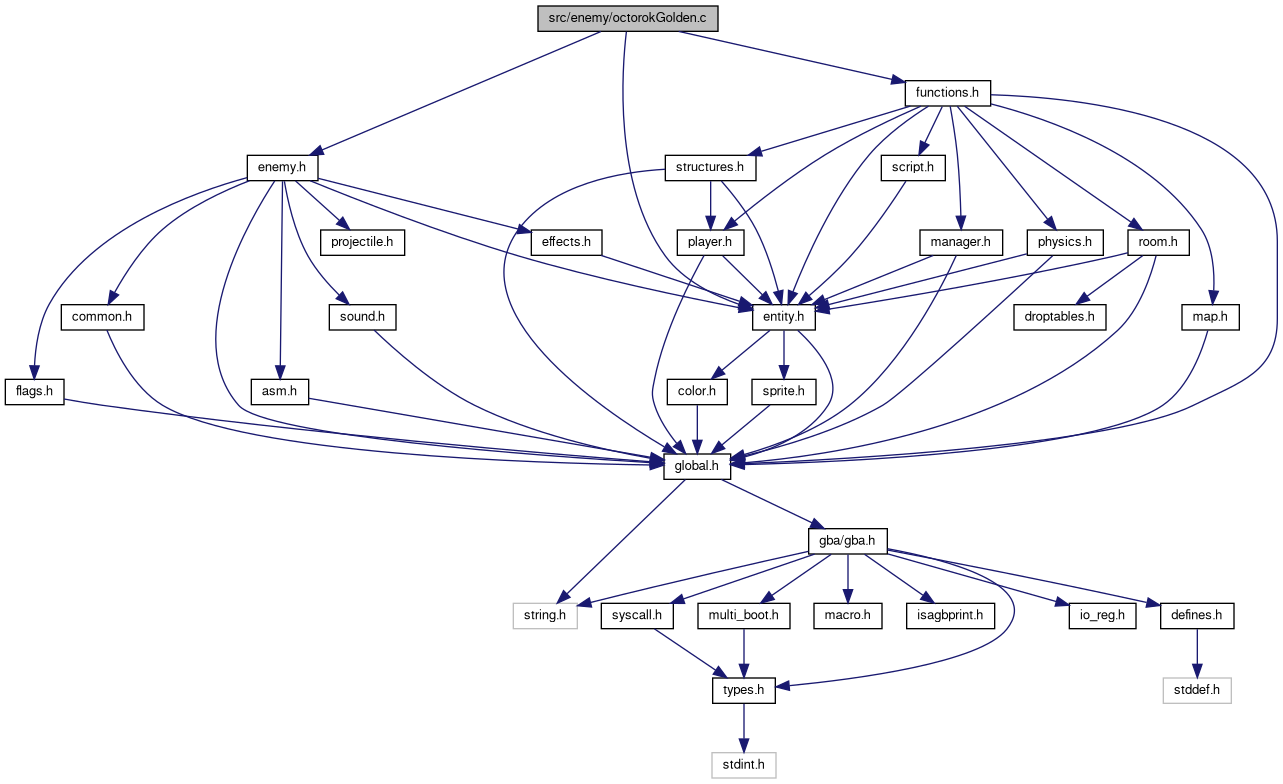 src/enemy/octorokGolden.c
functions.h
enemy.h
structures.h
script.h
projectile.h
effects.h
player.h
manager.h
physics.h
room.h
common.h
sound.h
entity.h
droptables.h
map.h
flags.h
asm.h
color.h
sprite.h
global.h
gba/gba.h
string.h
syscall.h
multi_boot.h
macro.h
isagbprint.h
io_reg.h
defines.h
types.h
stddef.h
stdint.h